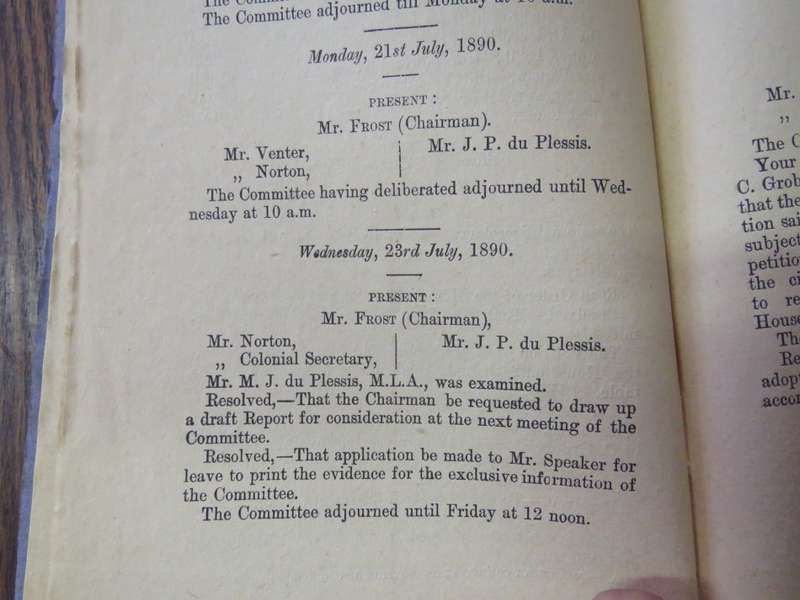 The Committee adjourned till Monday at 10 a.m.
Monday, 21st July, 1890.
PRESENT :
Mr. FROST (Chairman).
Mr. Venter,
„ Norton,
Mr. J. P. du Plessis.
The Committee having deliberated adjourned until Wed-
nesday at 10 a.m.
Wednesday, 23rd July, 1890.
PRESENT :
Mr. FROST (Chairman),
Mr. Norton,
„ Colonial Secretary,
Mr. J. P. du Plessis.
Mr. M. J. du Plessis, M.L.A., was examined.
Resolved,—That the Chairman be requested to draw up
a draft Report for consideration at the next meeting of the
Committee.
Resolved,—That application be made to Mr. Speaker for
leave to print the evidence for the exclusive information of
the Committee.
The Committee adjourned until Friday at 12 noon.
Mr.
„
The C
Your
C. Grob
that the
tion sai
subject
petitio
the ci
to re
House
Th
Re
adopt
accor